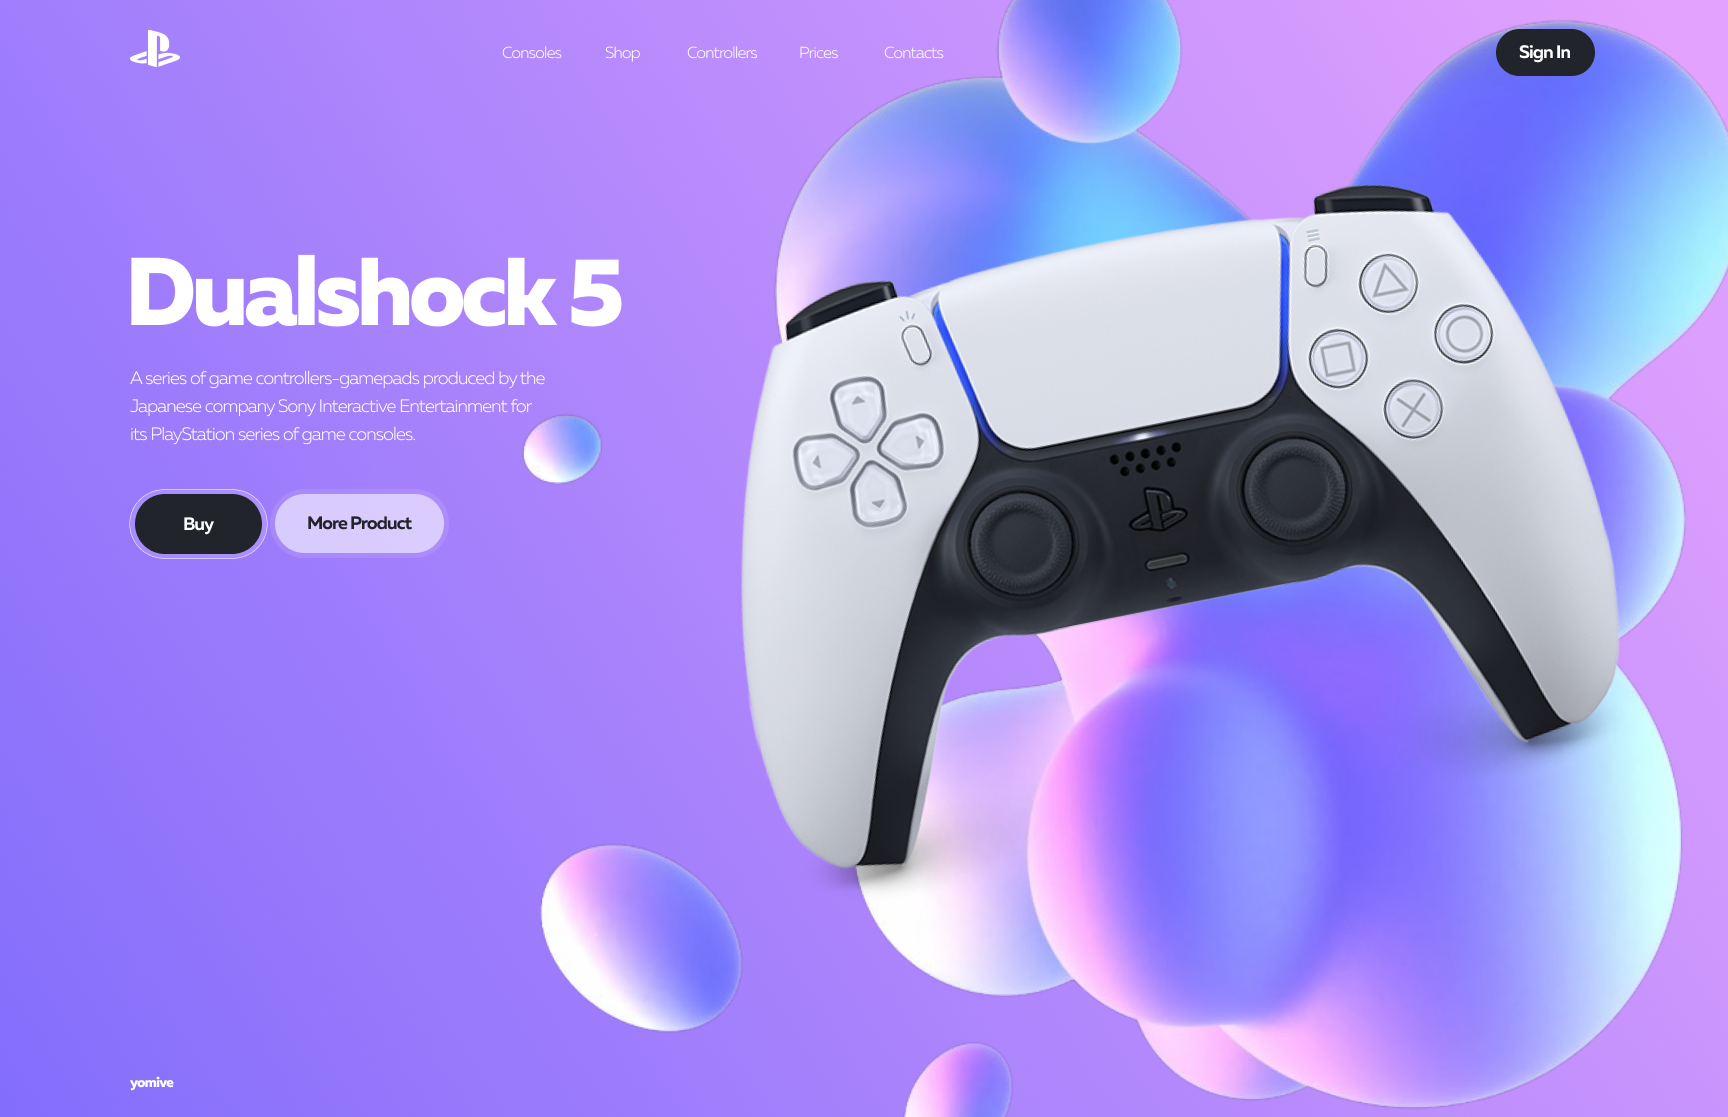 Consoles
Shop
Controllers
Prices
Contacts
Sign In
Dualshock 5
A series of game controllers-gamepads produced by the
Japanese company Sony Interactive Entertainment for
its PlayStation series of game consoles.
Buy
More Product
yomive